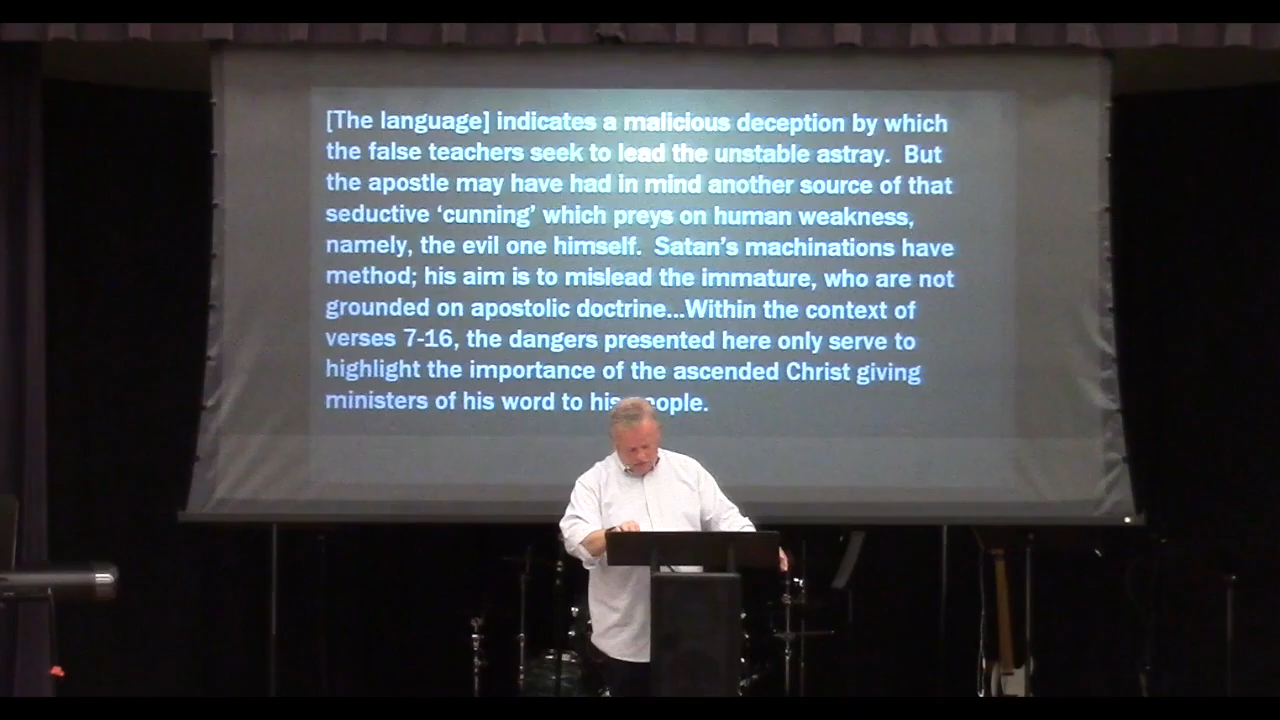 [The language] indicates a malicious deception by which
the false teachers seek to lead the unstable astray.  But
the apostle may have had in mind another source of that
seductive ‘cunning’ which preys on human weakness,
namely, the evil one himself.  Satan’s machinations have
method; his aim is to mislead the immature, who are not
grounded on apostolic doctrine...Within the context of
verses 7-16, the dangers presented here only serve to
highlight the importance of the ascended Christ giving
ministers of his word to his people.